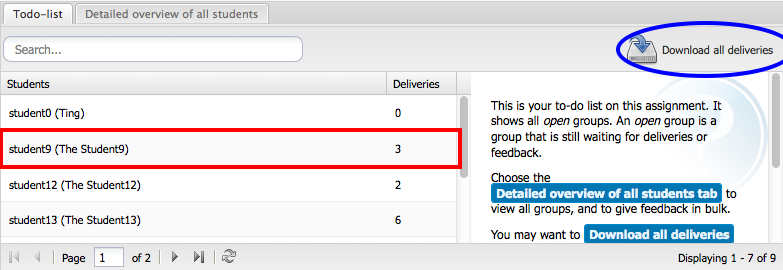 Todo-list Detailed overview of all students
Search... Download all deliveries
Students Deliveries
student0 (Ting) 0
student9 (The Student9) 3
student12 (The Student12) 2
student13 (The Student13) 6
This is your to-do list on this assignment. It
shows all open groups. An open group is a
group that is still waiting for deliveries or
feedback.
Choose the
Detailed overview of all students tab to
view all groups, and to give feedback in bulk.
You may want to Download all deliveries
Page 1 of 2 Displaying 1 - 7 of 9